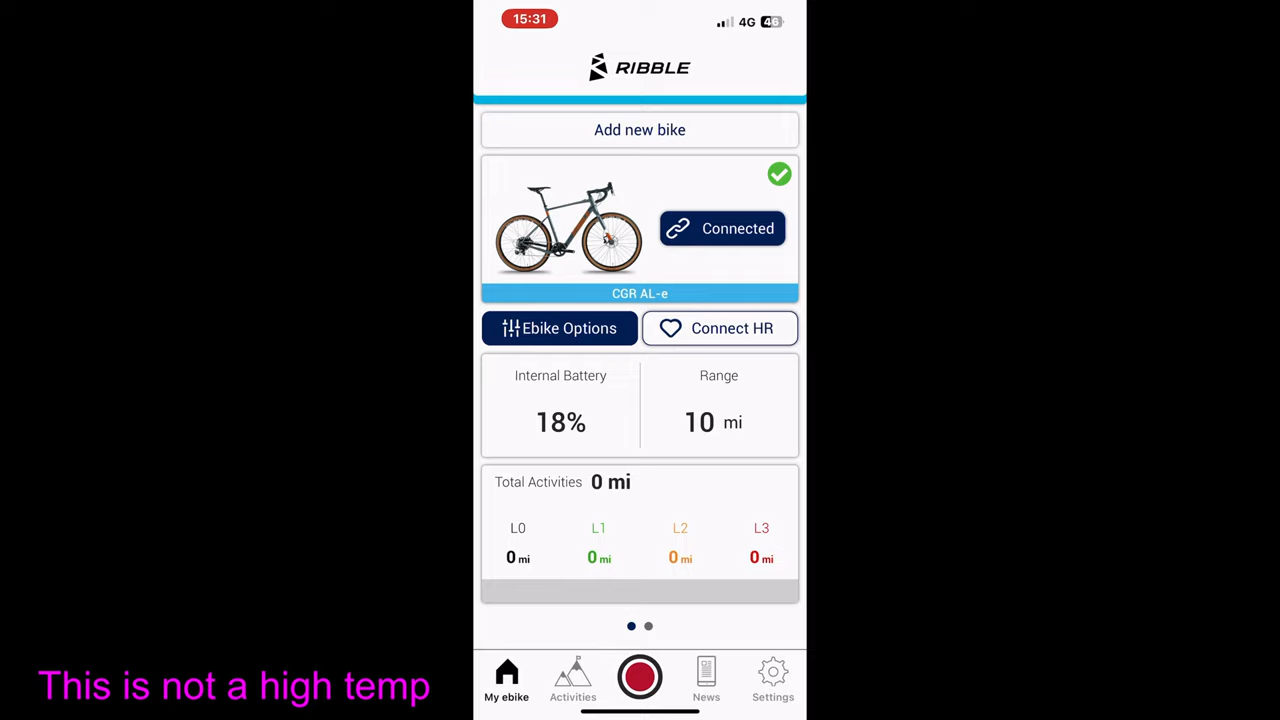 15:31
4G 46
RIBBLE
Add new bike
Connected
CGR AL-e
Ebike Options
Connect HR
Internal Battery
Range
18%
10 mi
Total Activities 0 mi
L0 L1 L2 L3
0 mi 0 mi 0 mi 0 mi
This is not a high temp
My ebike
Activities
News
Settings